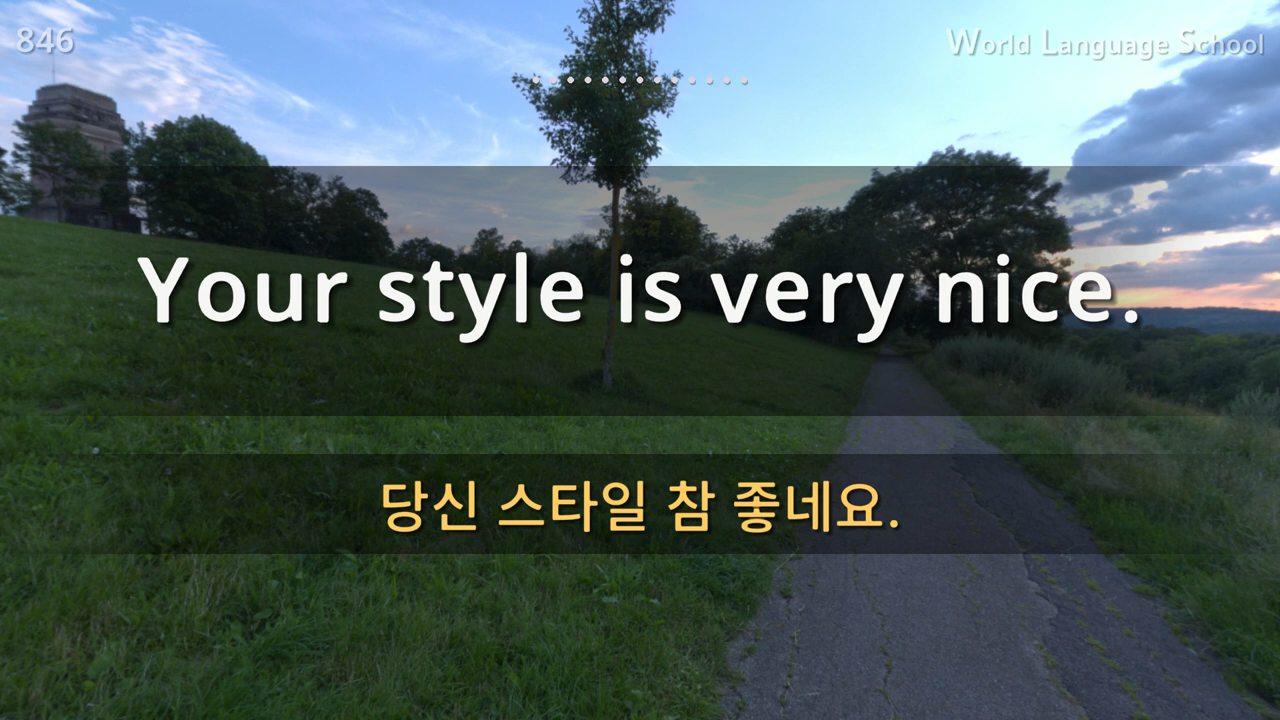 846
World Language School
Your style is very nice.
당신 스타일 참 좋네요.